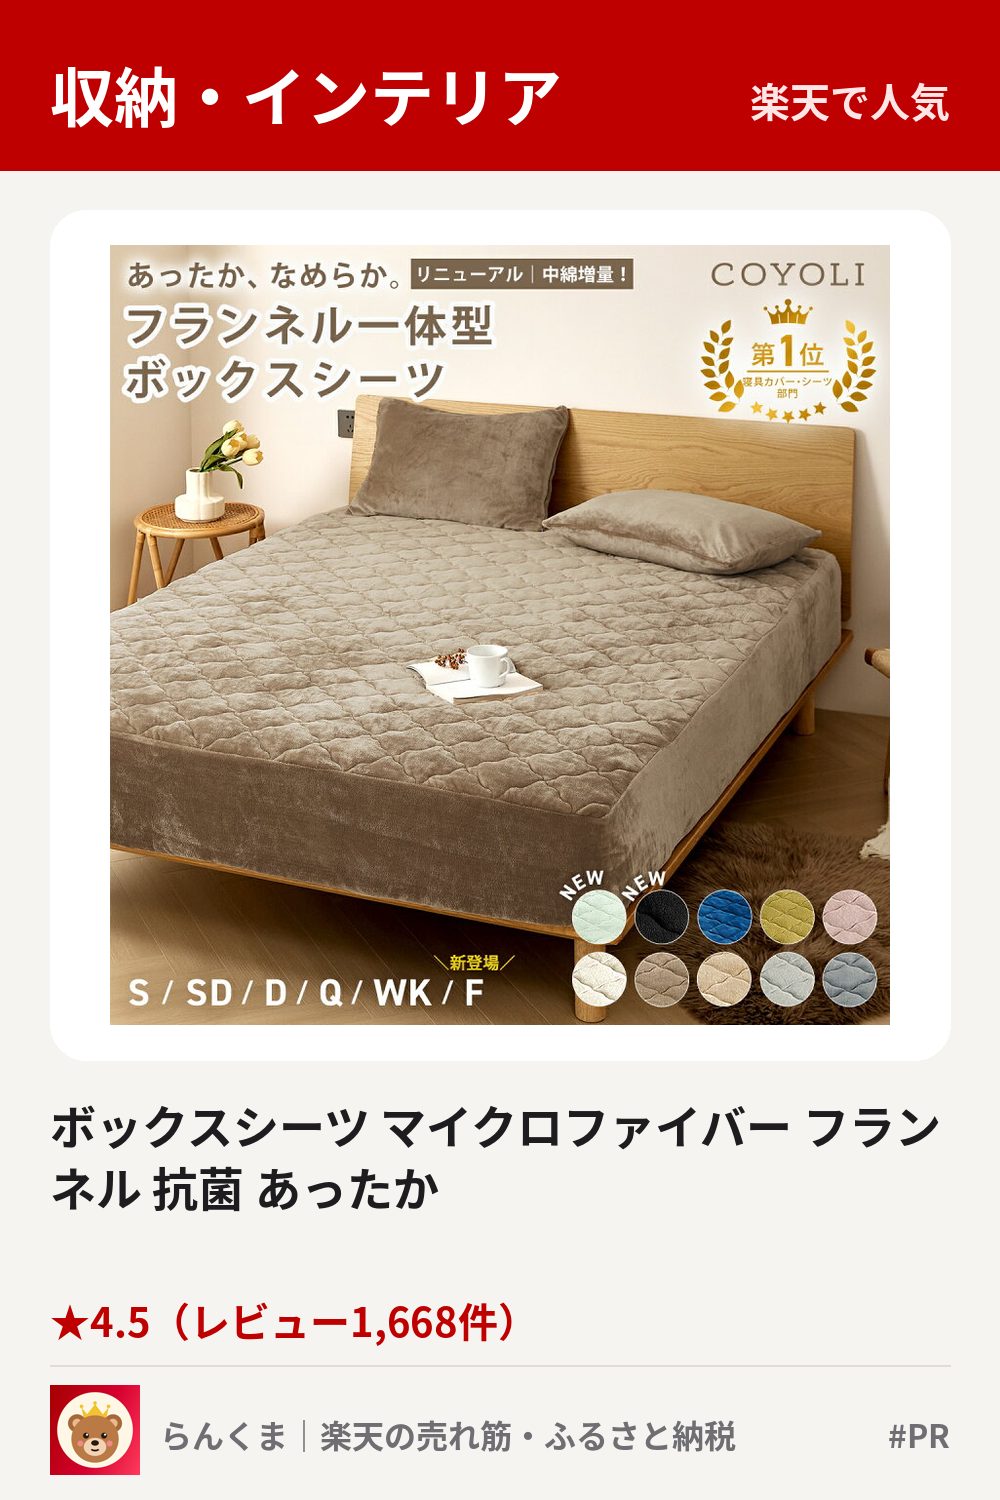 収納・インテリア
楽天で人気
あったか、なめらか。
リニューアル｜中綿増量！
フランネル一体型
ボックスシーツ
COYOLI
第1位
寝具カバー・シーツ
部門
NEW
NEW
＼新登場／
S / SD / D / Q / WK / F
ボックスシーツ マイクロファイバー フラン
ネル 抗菌 あったか
★4.5（レビュー1,668件）
らんくま｜楽天の売れ筋・ふるさと納税
#PR